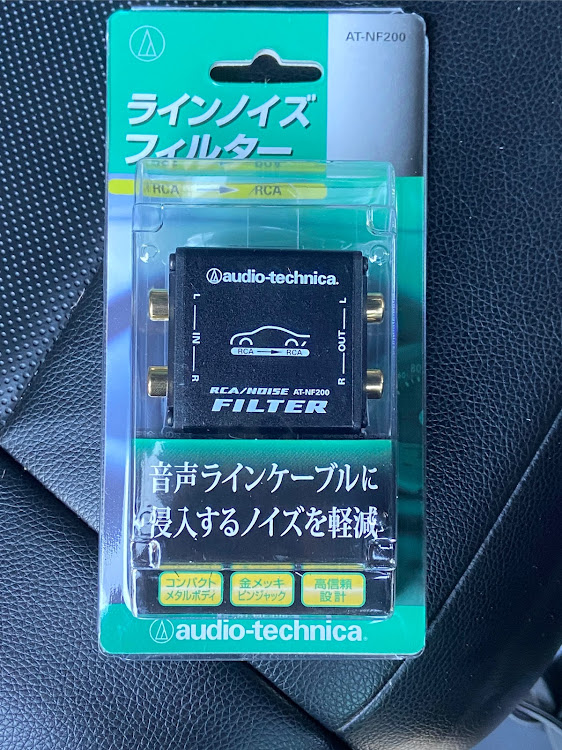 AT-NF200
ラインノイズ
フィルター
RCA RCA
audio-technica
L L
IN OUT
RCA RCA
R R
RCA/NOISE AT-NF200
FILTER
音声ラインケーブルに
侵入するノイズを軽減
コンパクト
メタルボディ
金メッキ
ピンジャック
高信頼
設計
audio-technica